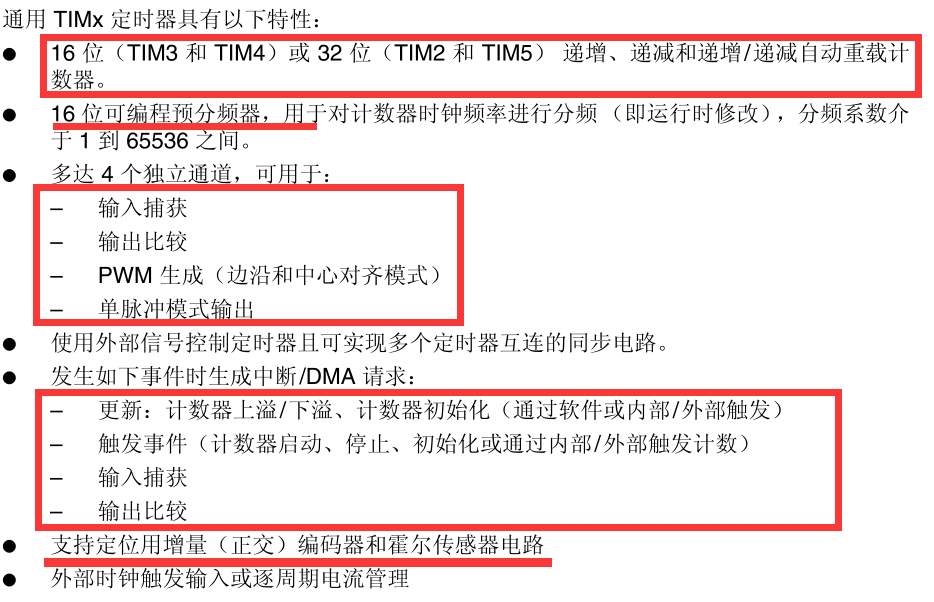 通用 TIMx 定时器具有以下特性：
● 16 位（TIM3 和 TIM4）或 32 位（TIM2 和 TIM5） 递增、递减和递增/递减自动重载计
数器。
● 16 位可编程预分频器，用于对计数器时钟频率进行分频 （即运行时修改），分频系数介
于 1 到 65536 之间。
● 多达 4 个独立通道，可用于：
– 输入捕获
– 输出比较
– PWM 生成（边沿和中心对齐模式）
– 单脉冲模式输出
● 使用外部信号控制定时器且可实现多个定时器互连的同步电路。
● 发生如下事件时生成中断/DMA 请求：
– 更新：计数器上溢/下溢、计数器初始化（通过软件或内部/外部触发）
– 触发事件（计数器启动、停止、初始化或通过内部/外部触发计数）
– 输入捕获
– 输出比较
● 支持定位用增量（正交）编码器和霍尔传感器电路
● 外部时钟触发输入或逐周期电流管理